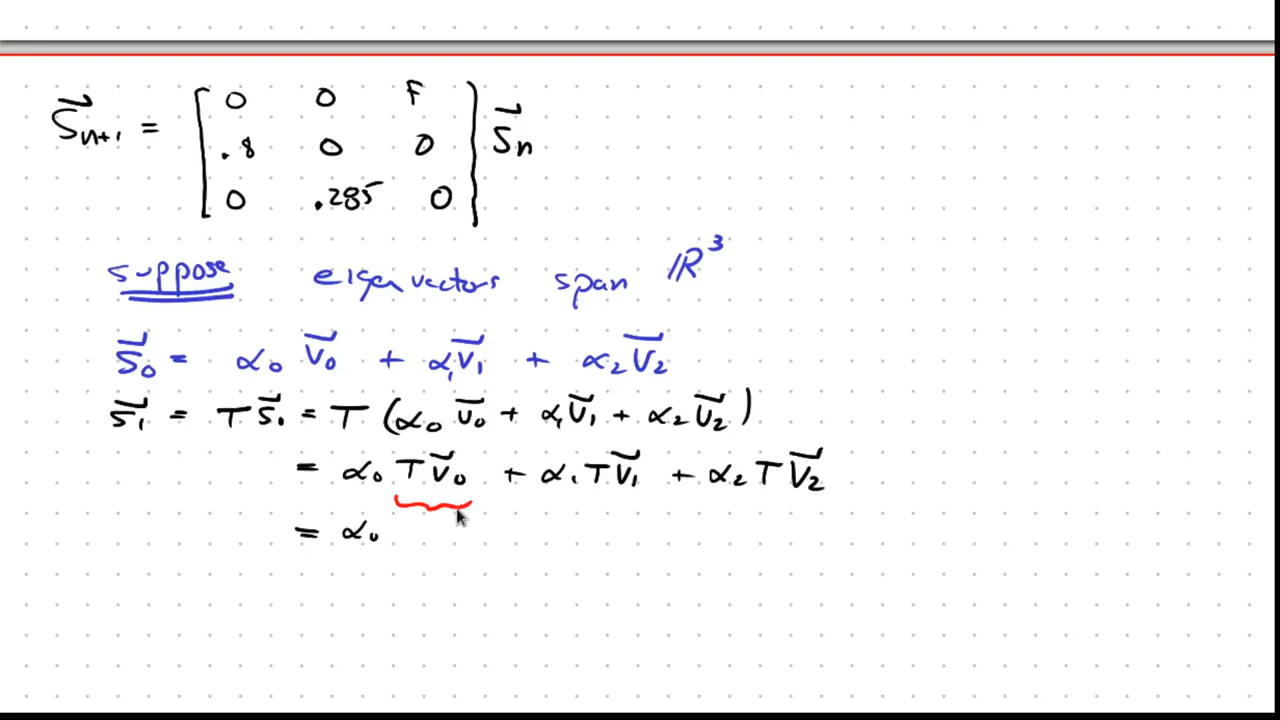 S⃗ₙ₊₁ = [ 0 0 F ; .8 0 0 ; 0 .285 0 ] S⃗ₙ
suppose eigenvectors span ℝ³
S⃗₀ = α₀ v⃗₀ + α₁ v⃗₁ + α₂ v⃗₂
S⃗₁ = T S⃗₀ = T (α₀ v⃗₀ + α₁ v⃗₁ + α₂ v⃗₂)
= α₀ T v⃗₀ + α₁ T v⃗₁ + α₂ T v⃗₂
= α₀